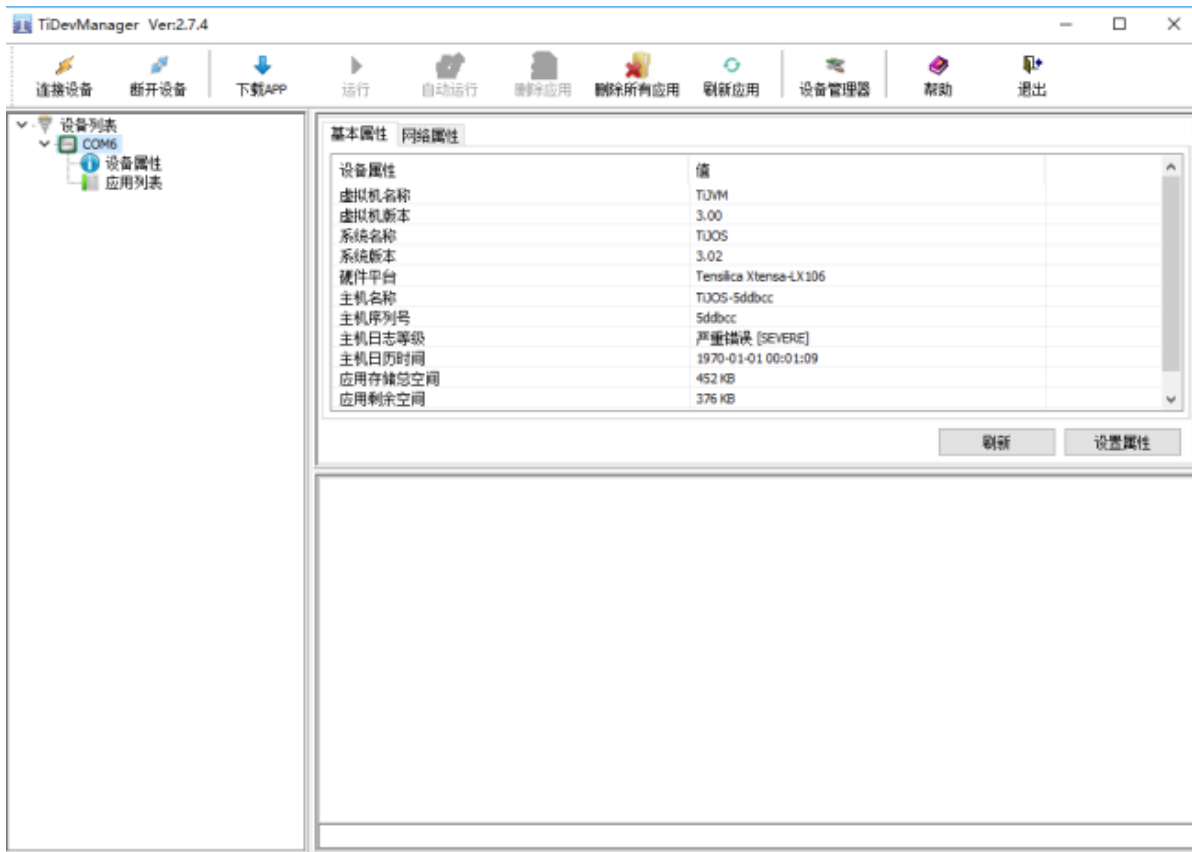 TiDevManager Ver:2.7.4
连接设备 断开设备 下载APP 运行 自动运行 删除应用 删除所有应用 刷新应用 设备管理器 帮助 退出
设备列表
COM6
设备属性
应用列表
基本属性 网络属性
设备属性 值
虚拟机名称 TiJVM
虚拟机版本 3.00
系统名称 TiJOS
系统版本 3.02
硬件平台 Tensilica Xtensa-LX106
主机名称 TiJOS-5ddbcc
主机序列号 5ddbcc
主机日志等级 严重错误 [SEVERE]
主机日历时间 1970-01-01 00:01:09
应用存储总空间 452 KB
应用剩余空间 376 KB
刷新 设置属性